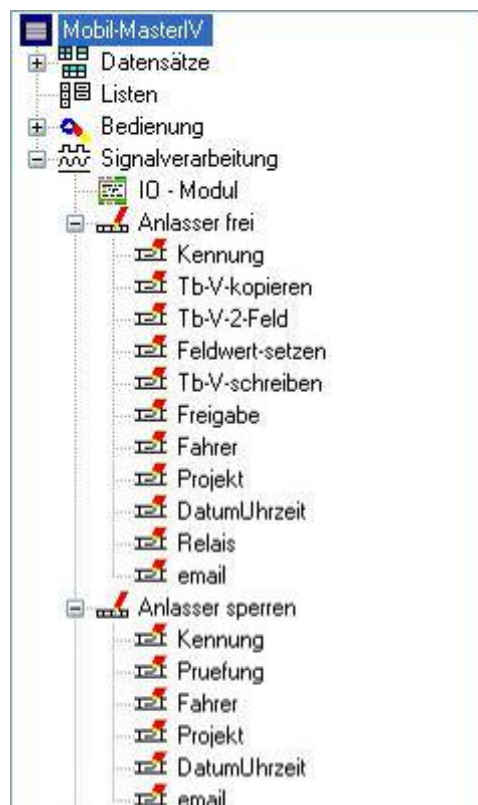 Mobil-MasterIV
Datensätze
Listen
Bedienung
Signalverarbeitung
IO - Modul
Anlasser frei
Kennung
Tb-V-kopieren
Tb-V-2-Feld
Feldwert-setzen
Tb-V-schreiben
Freigabe
Fahrer
Projekt
DatumUhrzeit
Relais
email
Anlasser sperren
Kennung
Pruefung
Fahrer
Projekt
DatumUhrzeit
email